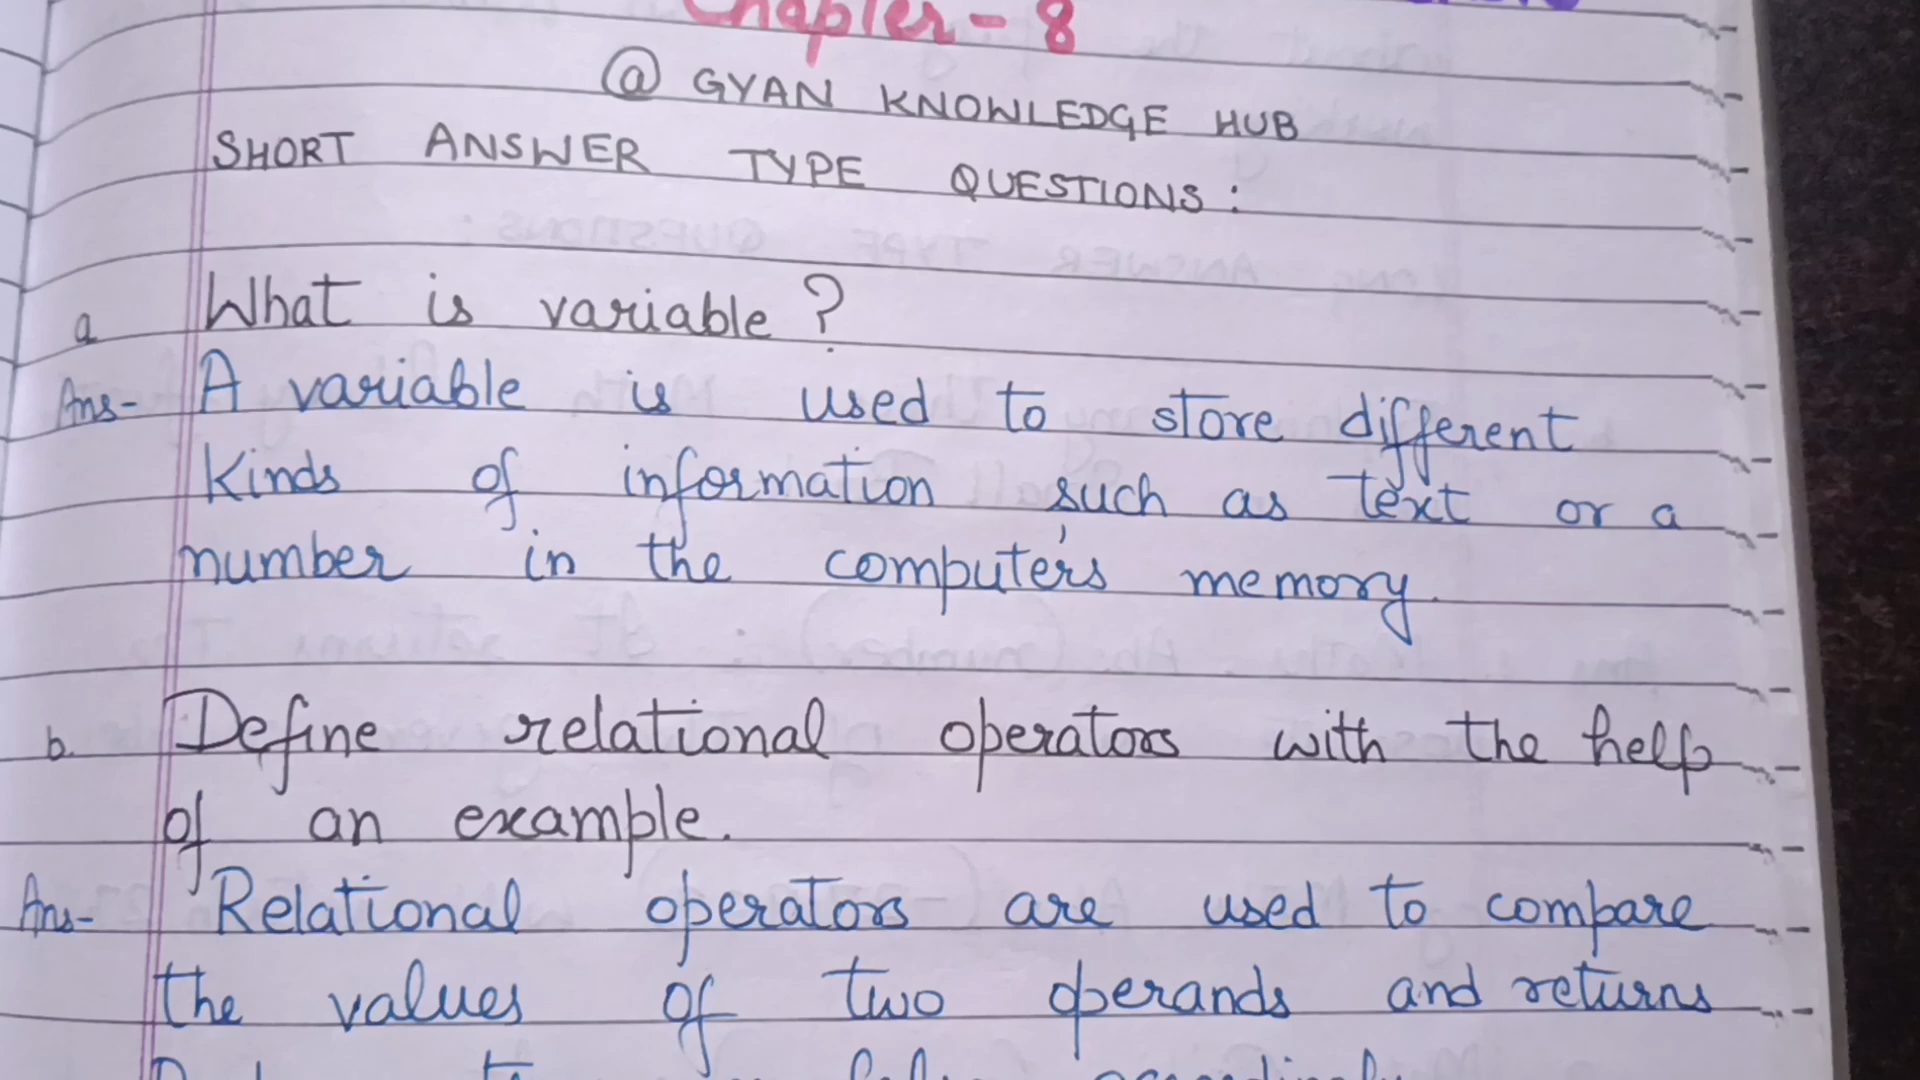 Chapter - 8
@ GYAN KNOWLEDGE HUB
SHORT ANSWER TYPE QUESTIONS :
a What is variable ?
Ans- A variable is used to store different
kinds of information such as text or a
number in the computer's memory.
b. Define relational operators with the help
of an example.
Ans- Relational operators are used to compare
the values of two operands and returns